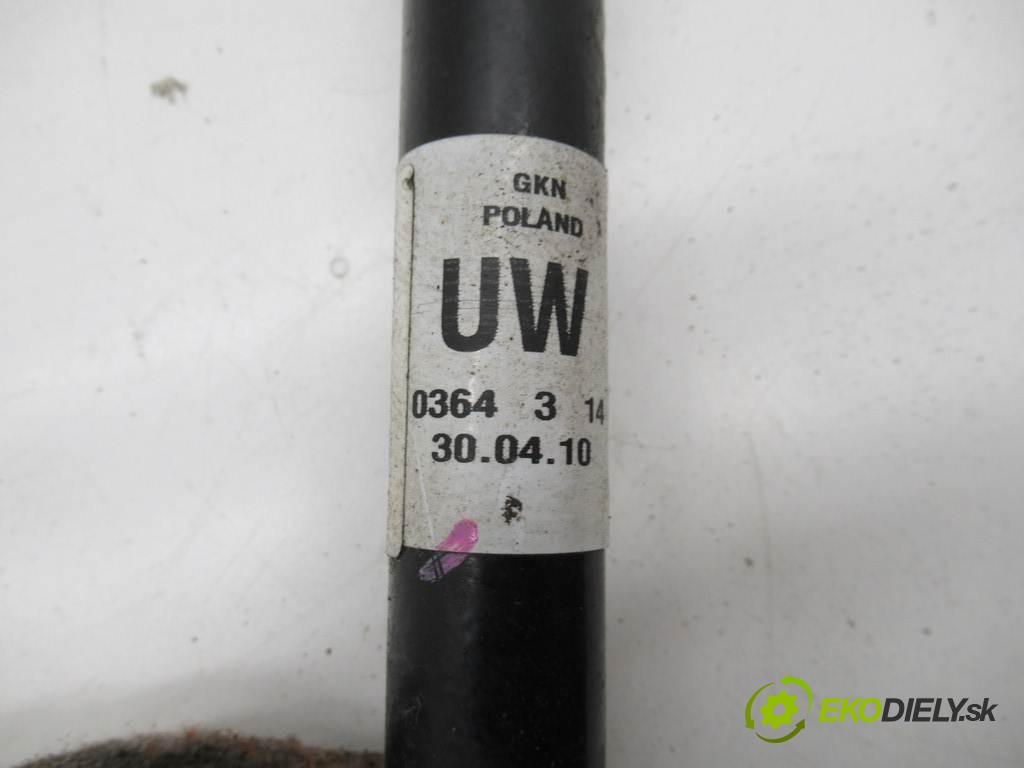 GKN
POLAND
UW
0364 3 14
30.04.10
EKODIELY.sk